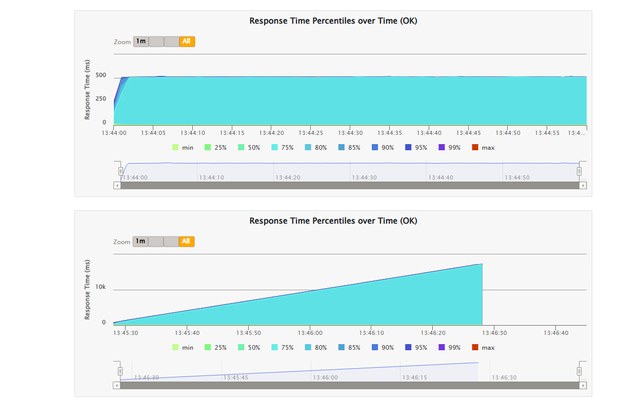 Response Time Percentiles over Time (OK)
Zoom 1m All
Response Time (ms)
500
250
0
13:44:00 13:44:05 13:44:10 13:44:15 13:44:20 13:44:25 13:44:30 13:44:35 13:44:40 13:44:45 13:44:50 13:44:55 13:4...
min 25% 50% 75% 80% 85% 90% 95% 99% max
13:44:00 13:44:10 13:44:20 13:44:30 13:44:40 13:44:50
Response Time Percentiles over Time (OK)
Zoom 1m All
Response Time (ms)
10k
0
13:45:30 13:45:40 13:45:50 13:46:00 13:46:10 13:46:20 13:46:30 13:46:40
min 25% 50% 75% 80% 85% 90% 95% 99% max
13:45:30 13:45:45 13:46:00 13:46:15 13:46:30